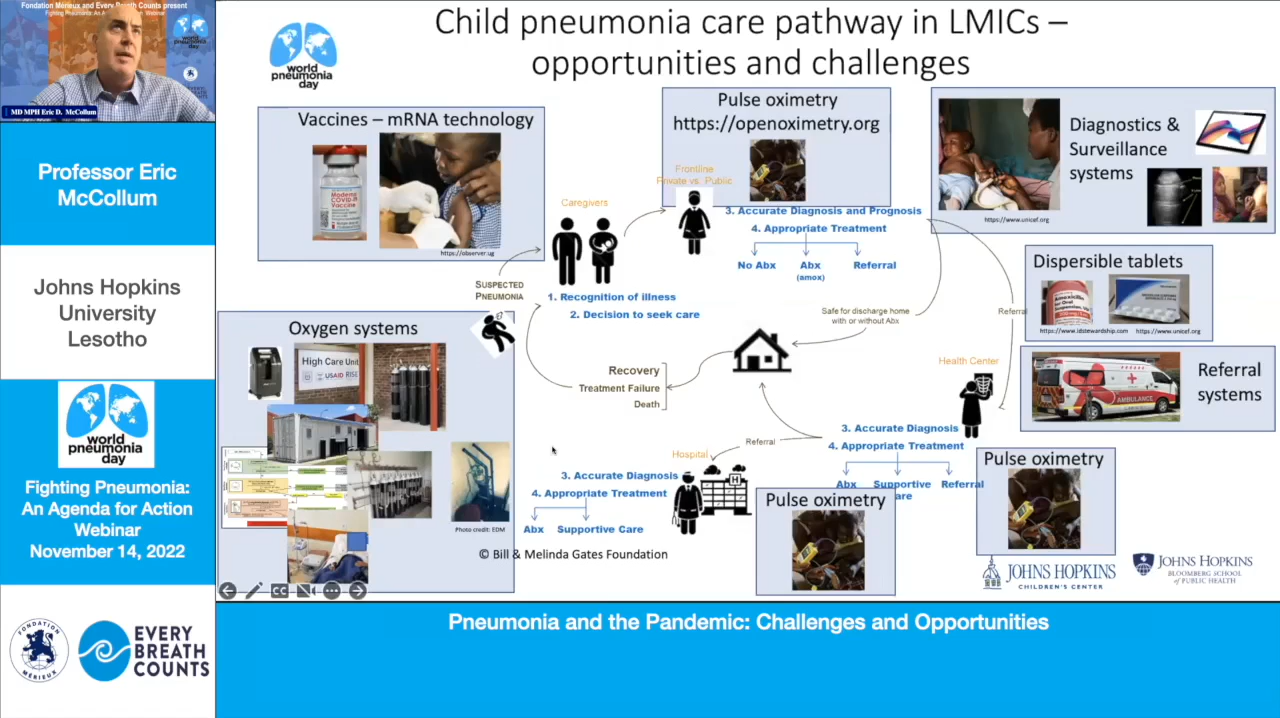 Fondation Mérieux and Every Breath Counts present
MD MPH Eric D. McCollum
Professor Eric
McCollum
Johns Hopkins
University
Lesotho
world
pneumonia
day
Fighting Pneumonia:
An Agenda for Action
Webinar
November 14, 2022
FONDATION
MÉRIEUX
EVERY
BREATH
COUNTS
Child pneumonia care pathway in LMICs –
opportunities and challenges
world
pneumonia
day
Vaccines – mRNA technology
Moderna
COVID-19
Vaccine
https://observer.ug
Pulse oximetry
https://openoximetry.org
Frontline
Private vs. Public
Diagnostics &
Surveillance
systems
https://www.unicef.org
Caregivers
3. Accurate Diagnosis and Prognosis
4. Appropriate Treatment
No Abx
Abx
(amox)
Referral
SUSPECTED
PNEUMONIA
1. Recognition of illness
2. Decision to seek care
Dispersible tablets
Amoxicillin
https://www.idstewardship.com
https://www.unicef.org
Safe for discharge home
with or without Abx
Referral
Oxygen systems
High Care Unit
USAID RISE
Recovery
Treatment Failure
Death
Health Center
Referral
systems
AMBULANCE
3. Accurate Diagnosis
4. Appropriate Treatment
Abx
Supportive
Referral
Referral
Hospital
H
3. Accurate Diagnosis
4. Appropriate Treatment
Abx
Supportive Care
Pulse oximetry
Pulse oximetry
Photo credit: EDM
© Bill & Melinda Gates Foundation
CC
JOHNS HOPKINS
CHILDREN'S CENTER
JOHNS HOPKINS
BLOOMBERG SCHOOL
of PUBLIC HEALTH
Pneumonia and the Pandemic: Challenges and Opportunities